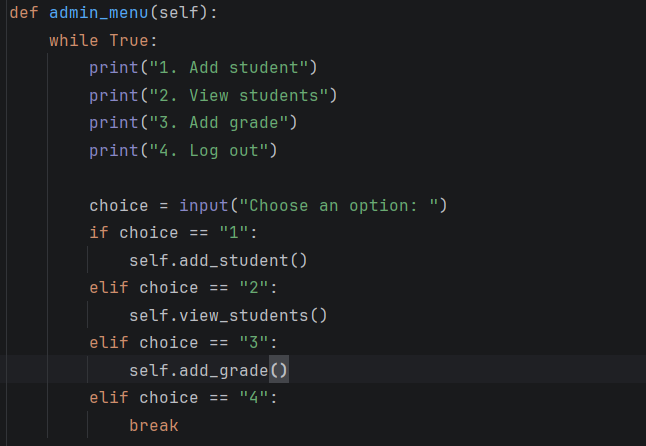 def admin_menu(self):
    while True:
        print("1. Add student")
        print("2. View students")
        print("3. Add grade")
        print("4. Log out")

        choice = input("Choose an option: ")
        if choice == "1":
            self.add_student()
        elif choice == "2":
            self.view_students()
        elif choice == "3":
            self.add_grade()
        elif choice == "4":
            break